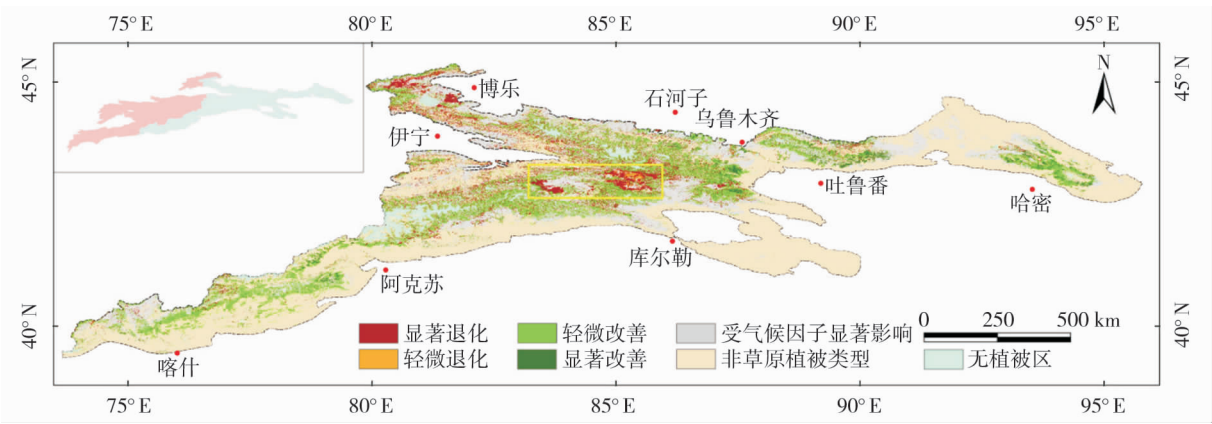 75° E 80° E 85° E 90° E 95° E
45° N
45° N
N
博乐
石河子
乌鲁木齐
伊宁
吐鲁番
哈密
库尔勒
阿克苏
喀什
40° N
40° N
显著退化 轻微改善 受气候因子显著影响
轻微退化 显著改善 非草原植被类型 无植被区
0 250 500 km
75° E 80° E 85° E 90° E 95° E